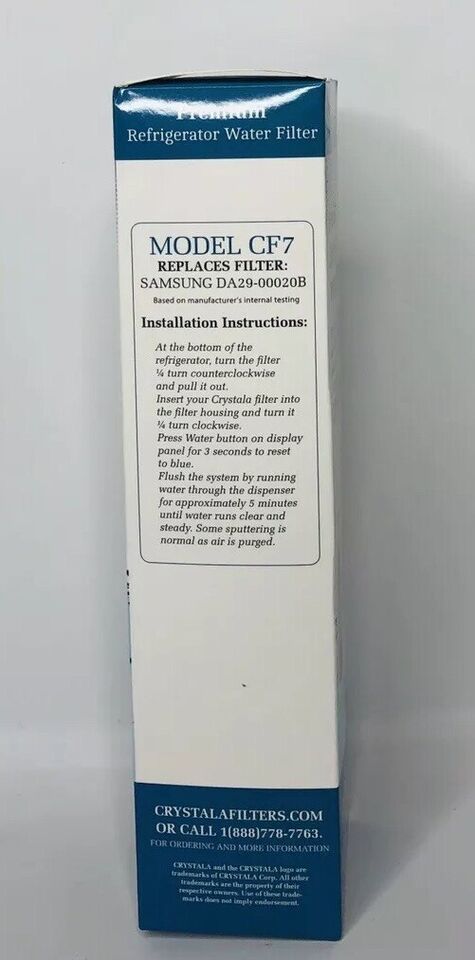 Premium
Refrigerator Water Filter
MODEL CF7
REPLACES FILTER:
SAMSUNG DA29-00020B
Based on manufacturer's internal testing
Installation Instructions:
At the bottom of the
refrigerator, turn the filter
¼ turn counterclockwise
and pull it out.
Insert your Crystala filter into
the filter housing and turn it
¼ turn clockwise.
Press Water button on display
panel for 3 seconds to reset
to blue.
Flush the system by running
water through the dispenser
for approximately 5 minutes
until water runs clear and
steady. Some sputtering is
normal as air is purged.
CRYSTALAFILTERS.COM
OR CALL 1(888)778-7763.
FOR ORDERING AND MORE INFORMATION
CRYSTALA and the CRYSTALA logo are
trademarks of CRYSTALA Corp. All other
trademarks are the property of their
respective owners. Use of these trade-
marks does not imply endorsement.